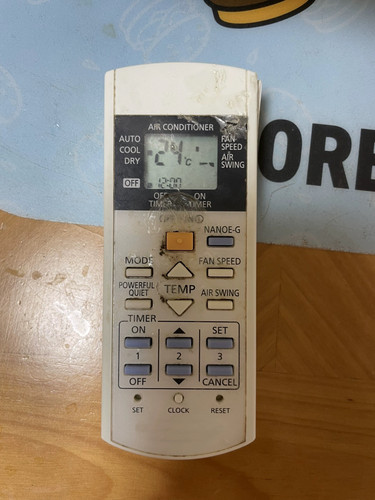 AIR CONDITIONER
AUTO
COOL
DRY
24°C
FAN
SPEED
AIR
SWING
OFF
12:00
ON
TIMER
NANOE-G
MODE
FAN SPEED
POWERFUL/
QUIET
TEMP
AIR SWING
TIMER
ON
SET
1
2
3
OFF
CANCEL
SET
CLOCK
RESET
ORE